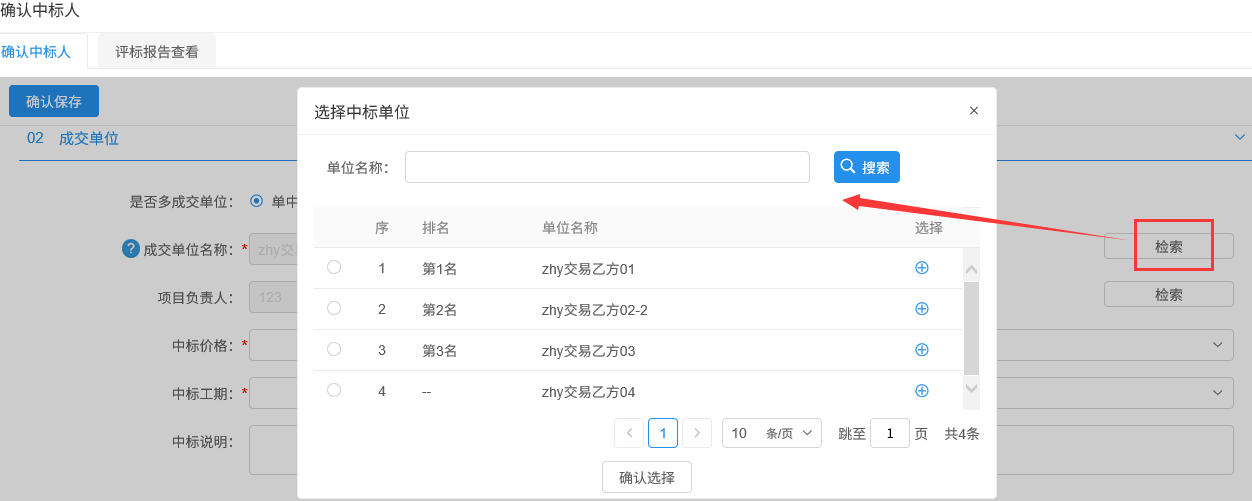 确认中标人
确认中标人 评标报告查看
确认保存
02 成交单位
是否多成交单位： 单中
? 成交单位名称：* zhy交易 检索
项目负责人： 123 检索
中标价格：*
中标工期：*
中标说明：
选择中标单位 ×
单位名称： 搜索
序 排名 单位名称 选择
1 第1名 zhy交易乙方01
2 第2名 zhy交易乙方02-2
3 第3名 zhy交易乙方03
4 -- zhy交易乙方04
< 1 > 10 条/页 跳至 1 页 共4条
确认选择